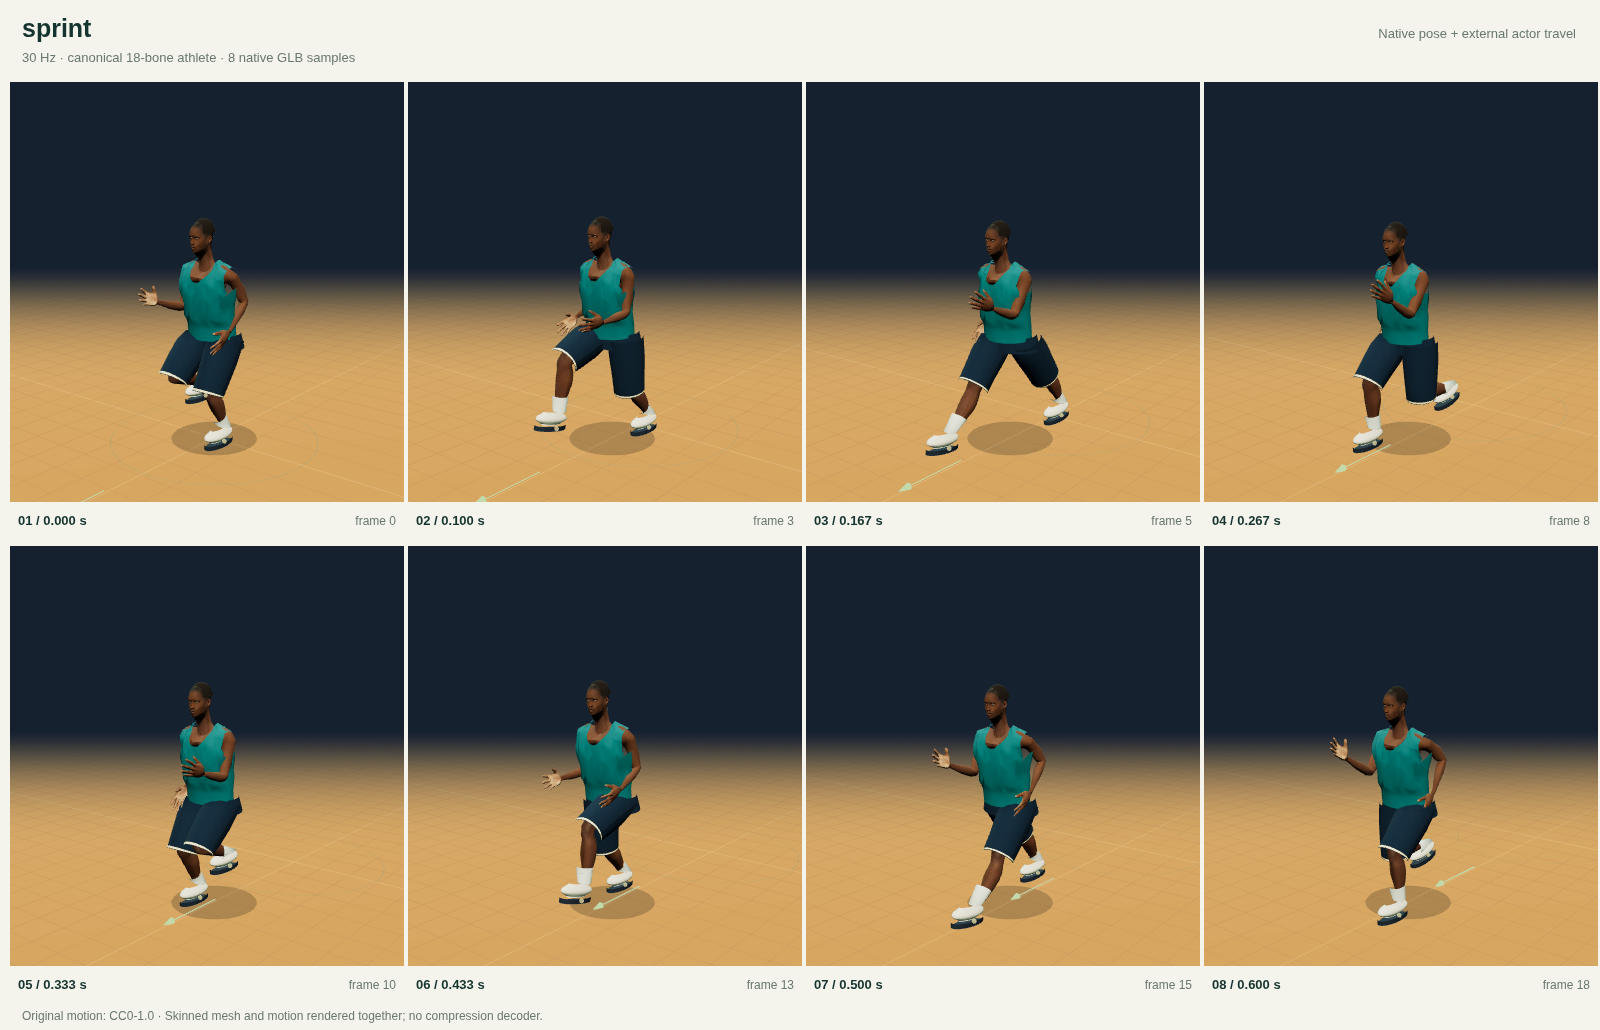 sprint
Native pose + external actor travel
30 Hz · canonical 18-bone athlete · 8 native GLB samples
01 / 0.000 s frame 0
02 / 0.100 s frame 3
03 / 0.167 s frame 5
04 / 0.267 s frame 8
05 / 0.333 s frame 10
06 / 0.433 s frame 13
07 / 0.500 s frame 15
08 / 0.600 s frame 18
Original motion: CC0-1.0 · Skinned mesh and motion rendered together; no compression decoder.